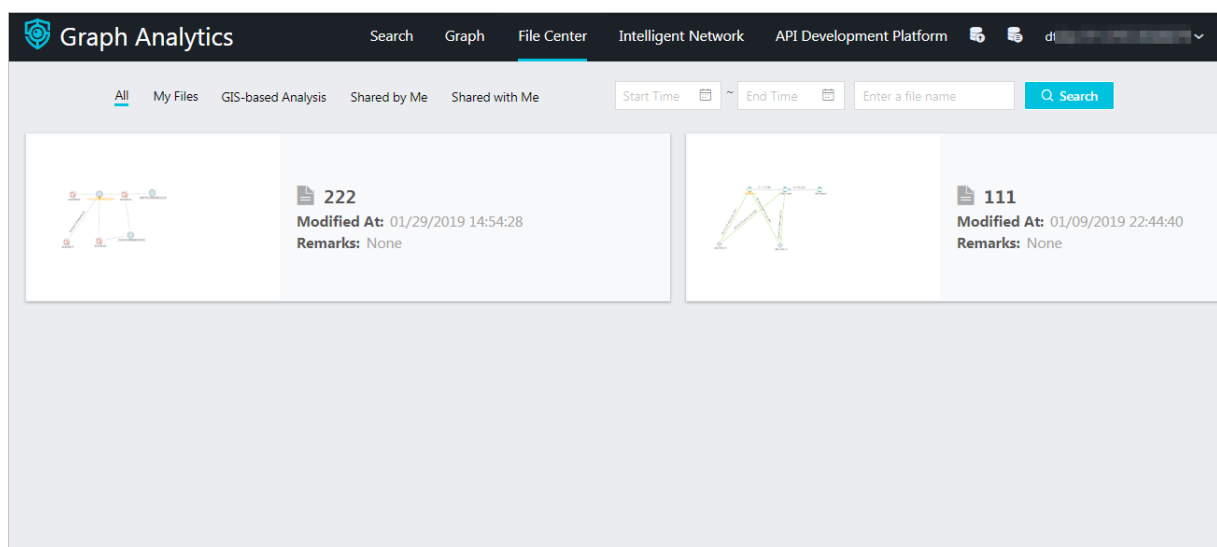 Graph Analytics Search Graph File Center Intelligent Network API Development Platform
All My Files GIS-based Analysis Shared by Me Shared with Me Start Time ~ End Time Enter a file name Search
222
Modified At: 01/29/2019 14:54:28
Remarks: None
111
Modified At: 01/09/2019 22:44:40
Remarks: None